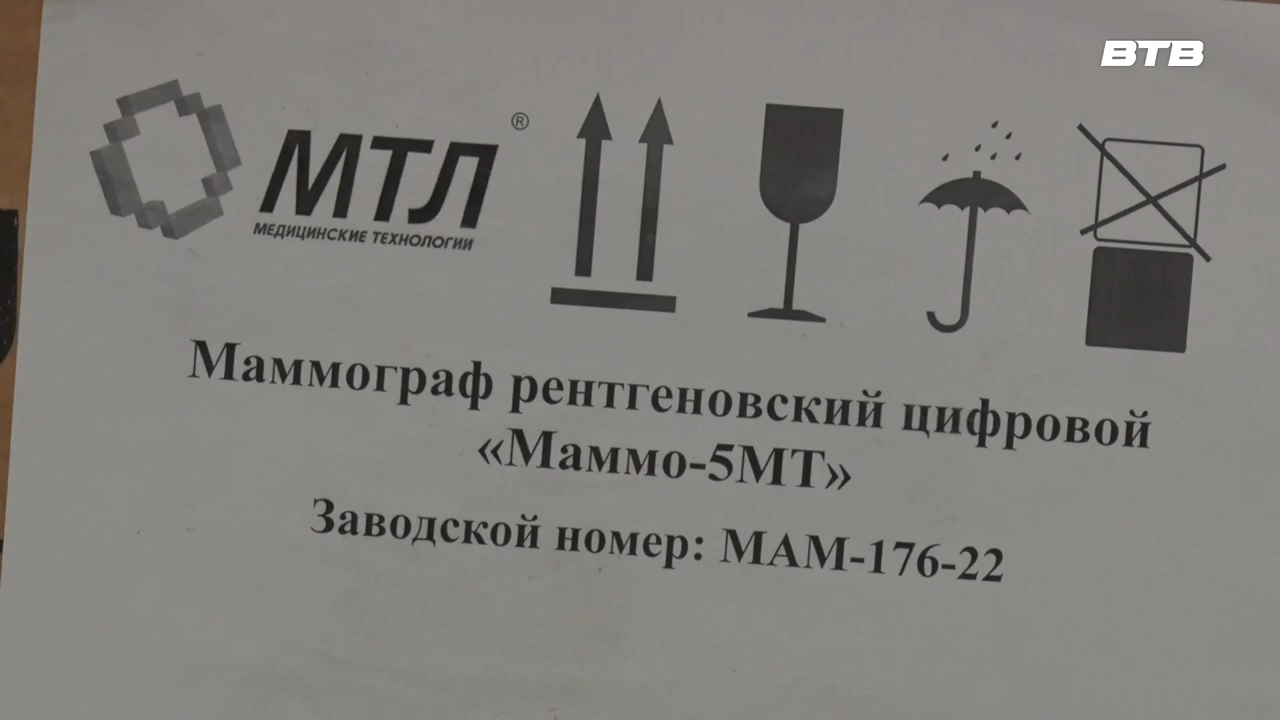 ВТВ
МТЛ ®
МЕДИЦИНСКИЕ ТЕХНОЛОГИИ
Маммограф рентгеновский цифровой
«Маммо-5МТ»
Заводской номер: МАМ-176-22